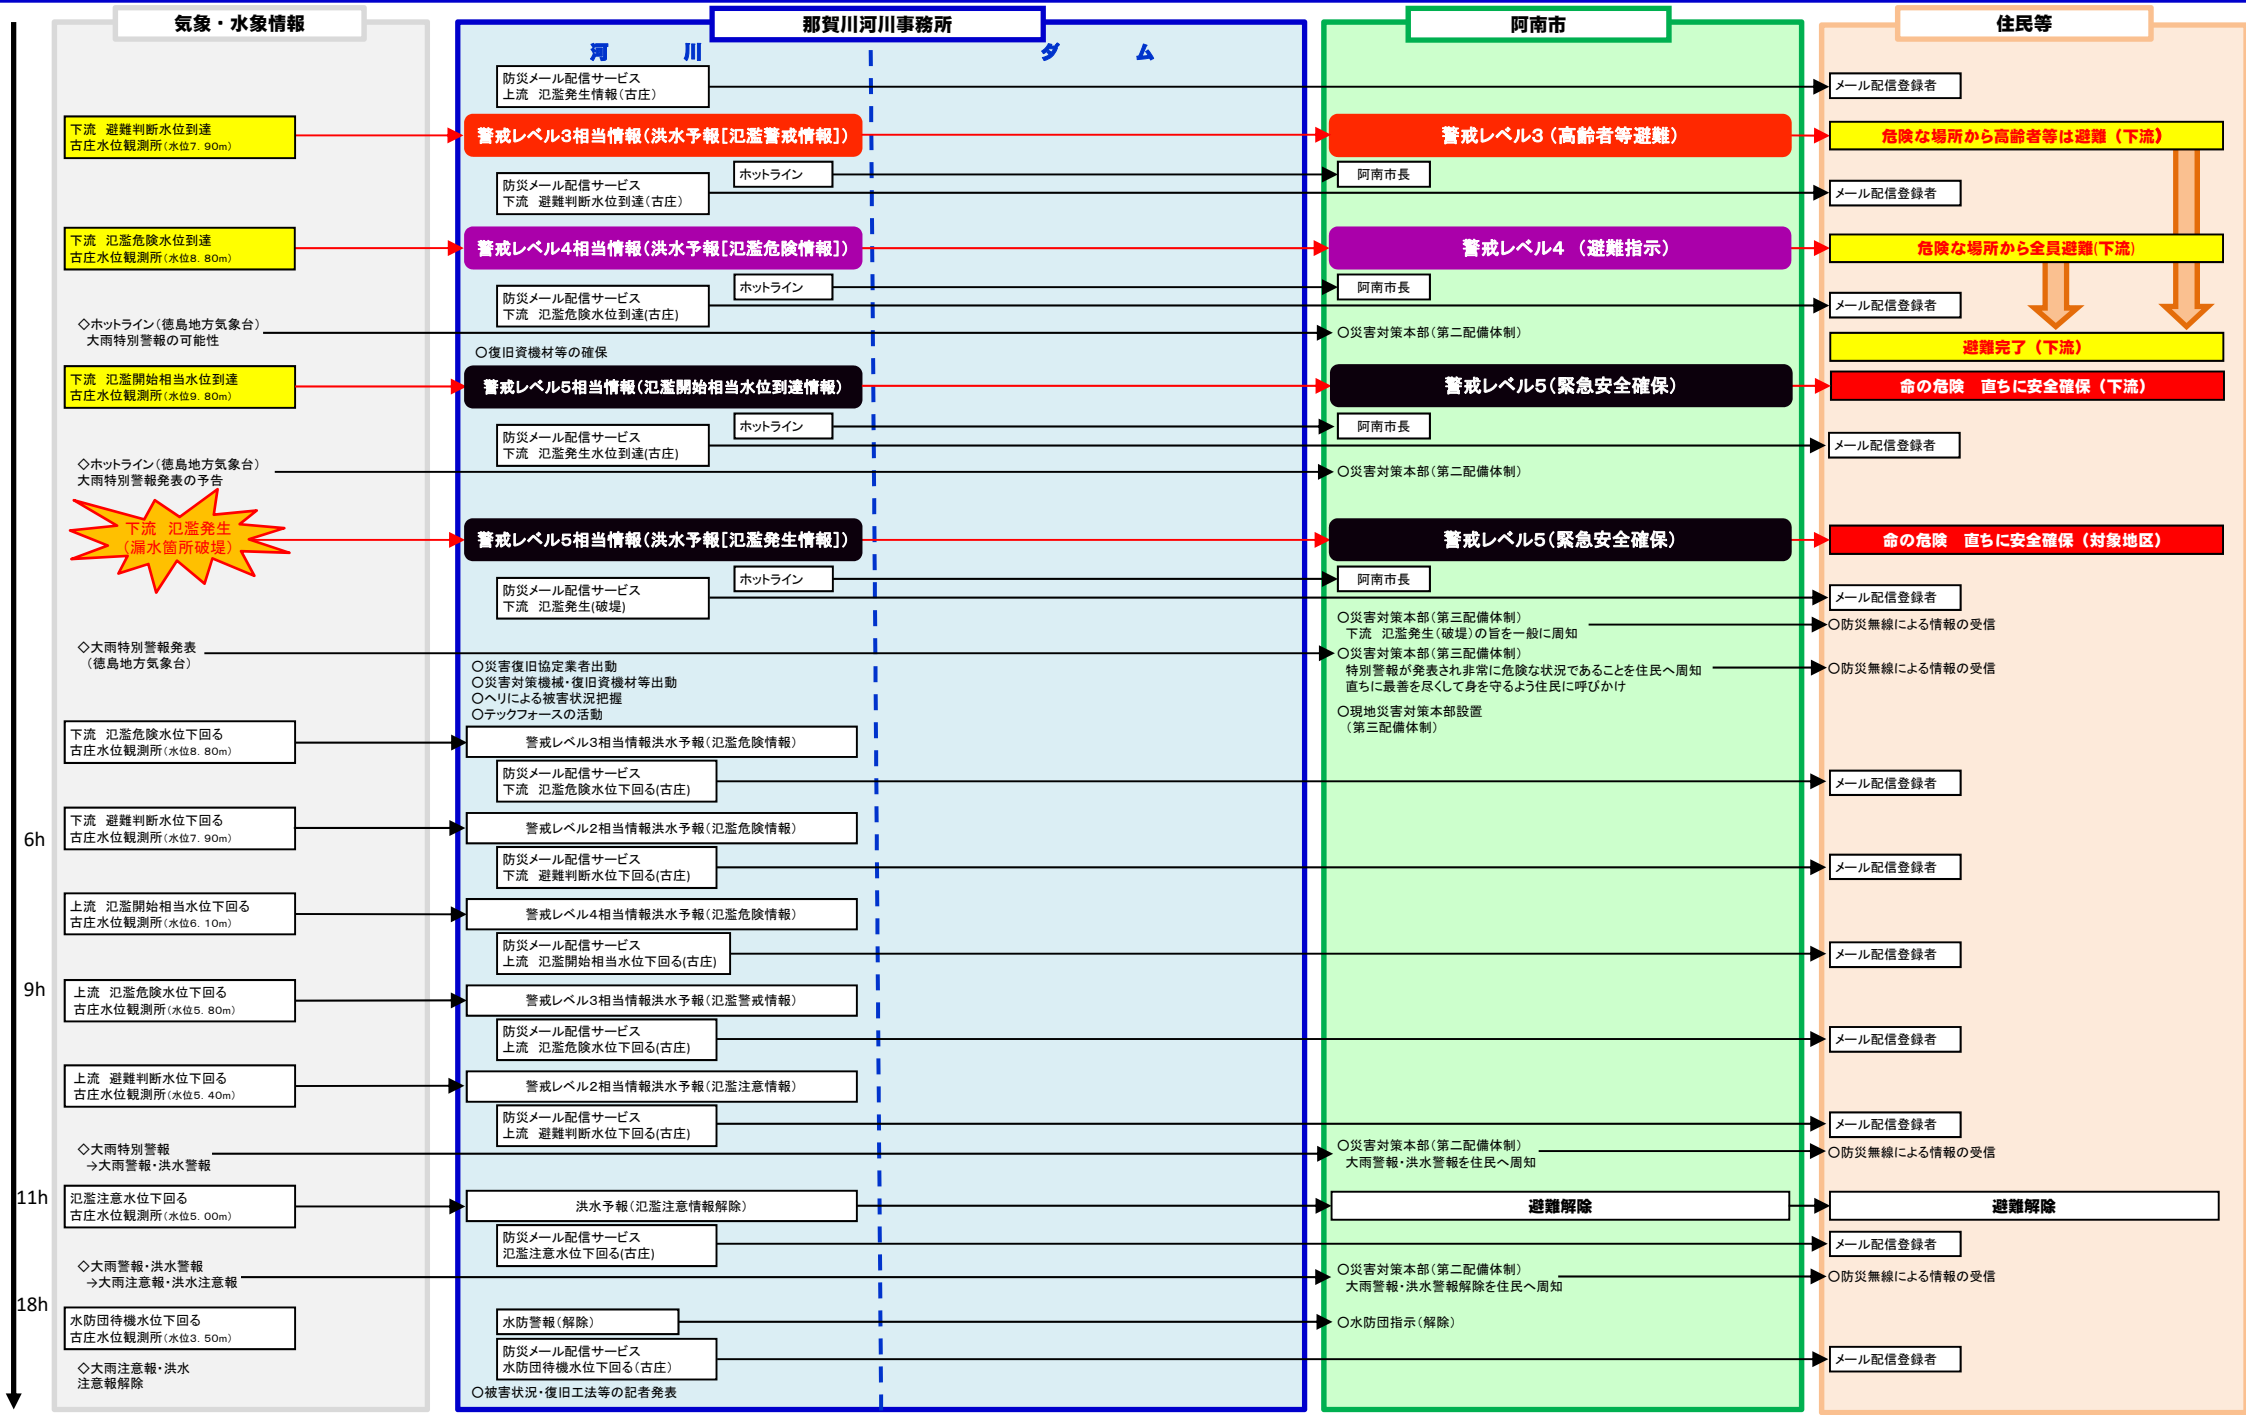 気象・水象情報
那賀川河川事務所
阿南市
住民等
河　川
ダ　ム
防災メール配信サービス
上流　氾濫発生情報(古庄)
メール配信登録者
下流　避難判断水位到達
古庄水位観測所(水位7.90m)
警戒レベル3相当情報(洪水予報[氾濫警戒情報])
警戒レベル3(高齢者等避難)
危険な場所から高齢者等は避難(下流)
ホットライン
阿南市長
防災メール配信サービス
下流　避難判断水位到達(古庄)
メール配信登録者
下流　氾濫危険水位到達
古庄水位観測所(水位8.80m)
警戒レベル4相当情報(洪水予報[氾濫危険情報])
警戒レベル4　(避難指示)
危険な場所から全員避難(下流)
ホットライン
阿南市長
防災メール配信サービス
下流　氾濫危険水位到達(古庄)
メール配信登録者
◇ホットライン(徳島地方気象台)
大雨特別警報の可能性
○災害対策本部(第二配備体制)
○復旧資機材等の確保
避難完了(下流)
下流　氾濫開始相当水位到達
古庄水位観測所(水位9.80m)
警戒レベル5相当情報(氾濫開始相当水位到達情報)
警戒レベル5(緊急安全確保)
命の危険　直ちに安全確保(下流)
ホットライン
阿南市長
防災メール配信サービス
下流　氾濫発生水位到達(古庄)
メール配信登録者
◇ホットライン(徳島地方気象台)
大雨特別警報発表の予告
○災害対策本部(第二配備体制)
下流　氾濫発生
(漏水箇所破堤)
警戒レベル5相当情報(洪水予報[氾濫発生情報])
警戒レベル5(緊急安全確保)
命の危険　直ちに安全確保(対象地区)
ホットライン
阿南市長
防災メール配信サービス
下流　氾濫発生(破堤)
メール配信登録者
○災害対策本部(第三配備体制)
下流　氾濫発生(破堤)の旨を一般に周知
○防災無線による情報の受信
◇大雨特別警報発表
(徳島地方気象台)
○災害対策本部(第三配備体制)
特別警報が発表され非常に危険な状況であることを住民へ周知
直ちに最善を尽くして身を守るよう住民に呼びかけ
○防災無線による情報の受信
○災害復旧協定業者出動
○災害対策機械・復旧資機材等出動
○ヘリによる被害状況把握
○テックフォースの活動
○現地災害対策本部設置
(第三配備体制)
下流　氾濫危険水位下回る
古庄水位観測所(水位8.80m)
警戒レベル3相当情報洪水予報(氾濫危険情報)
防災メール配信サービス
下流　氾濫危険水位下回る(古庄)
メール配信登録者
6h
下流　避難判断水位下回る
古庄水位観測所(水位7.90m)
警戒レベル2相当情報洪水予報(氾濫危険情報)
防災メール配信サービス
下流　避難判断水位下回る(古庄)
メール配信登録者
上流　氾濫開始相当水位下回る
古庄水位観測所(水位6.10m)
警戒レベル4相当情報洪水予報(氾濫危険情報)
防災メール配信サービス
上流　氾濫開始相当水位下回る(古庄)
メール配信登録者
9h
上流　氾濫危険水位下回る
古庄水位観測所(水位5.80m)
警戒レベル3相当情報洪水予報(氾濫警戒情報)
防災メール配信サービス
上流　氾濫危険水位下回る(古庄)
メール配信登録者
上流　避難判断水位下回る
古庄水位観測所(水位5.40m)
警戒レベル2相当情報洪水予報(氾濫注意情報)
防災メール配信サービス
上流　避難判断水位下回る(古庄)
メール配信登録者
◇大雨特別警報
→大雨警報・洪水警報
○災害対策本部(第二配備体制)
大雨警報・洪水警報を住民へ周知
○防災無線による情報の受信
11h
氾濫注意水位下回る
古庄水位観測所(水位5.00m)
洪水予報(氾濫注意情報解除)
避難解除
避難解除
防災メール配信サービス
氾濫注意水位下回る(古庄)
メール配信登録者
◇大雨警報・洪水警報
→大雨注意報・洪水注意報
○災害対策本部(第二配備体制)
大雨警報・洪水警報解除を住民へ周知
○防災無線による情報の受信
18h
水防団待機水位下回る
古庄水位観測所(水位3.50m)
水防警報(解除)
○水防団指示(解除)
防災メール配信サービス
水防団待機水位下回る(古庄)
メール配信登録者
◇大雨注意報・洪水
注意報解除
○被害状況・復旧工法等の記者発表